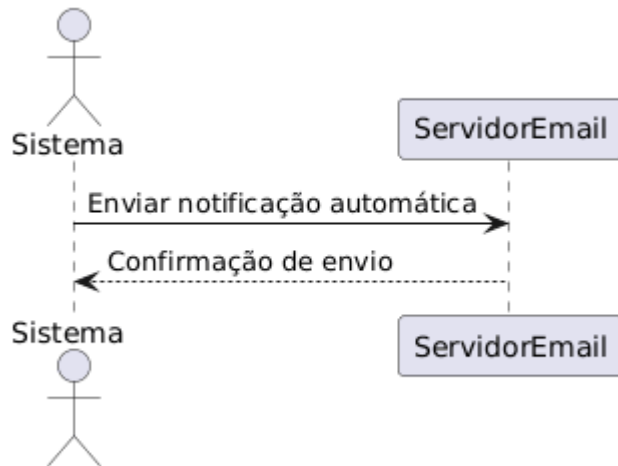 Sistema
ServidorEmail
Enviar notificação automática
Confirmação de envio
Sistema
ServidorEmail